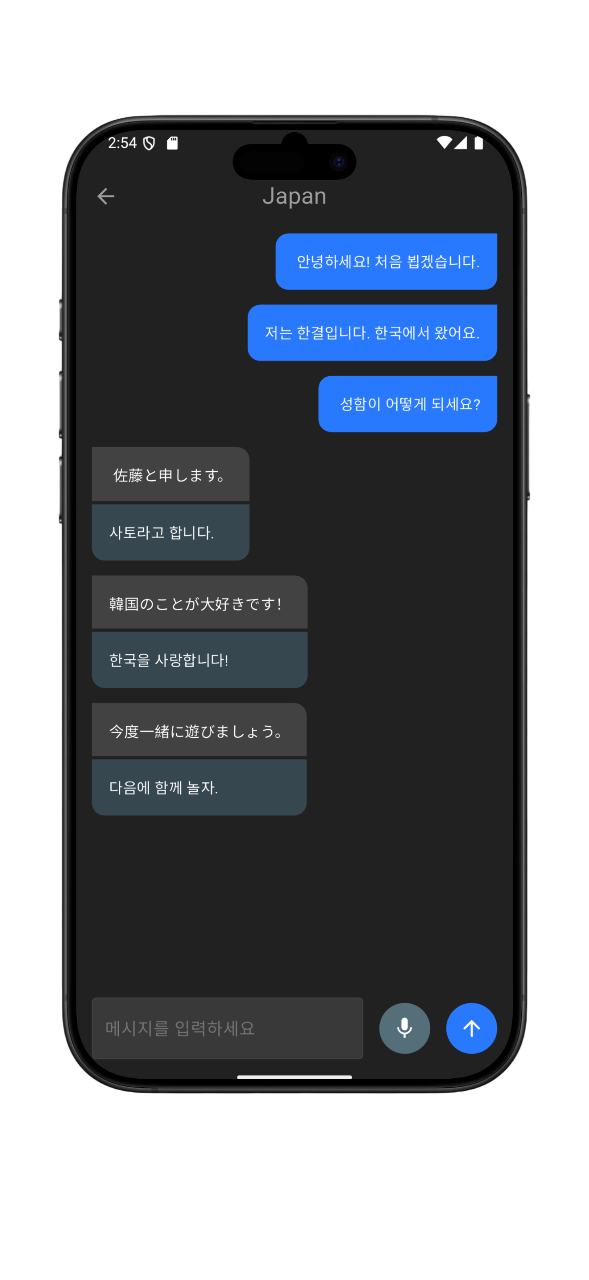 2:54
Japan
안녕하세요! 처음 뵙겠습니다.
저는 한결입니다. 한국에서 왔어요.
성함이 어떻게 되세요?
佐藤と申します。
사토라고 합니다.
韓国のことが大好きです！
한국을 사랑합니다!
今度一緒に遊びましょう。
다음에 함께 놀자.
메시지를 입력하세요